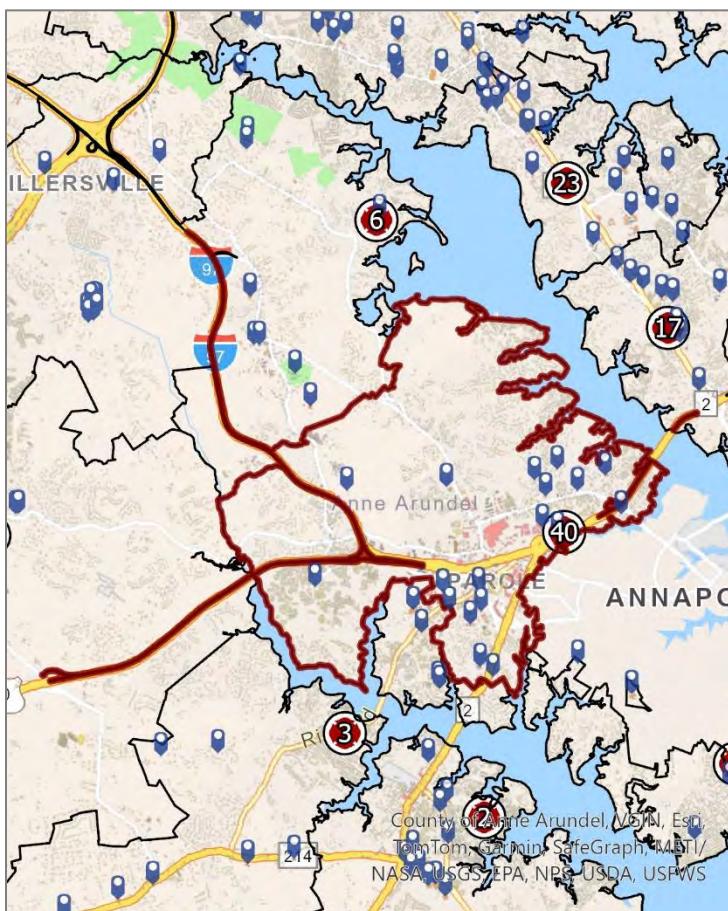 ILLERSVILLE
23
6
97
17
97
2
Anne Arundel
40
PAROLE
ANNAPO
2
3
2
County of Anne Arundel, VGIN, Esri,
TomTom, Garmin, SafeGraph, METI/
214
NASA, USGS, EPA, NPS, USDA, USFWS